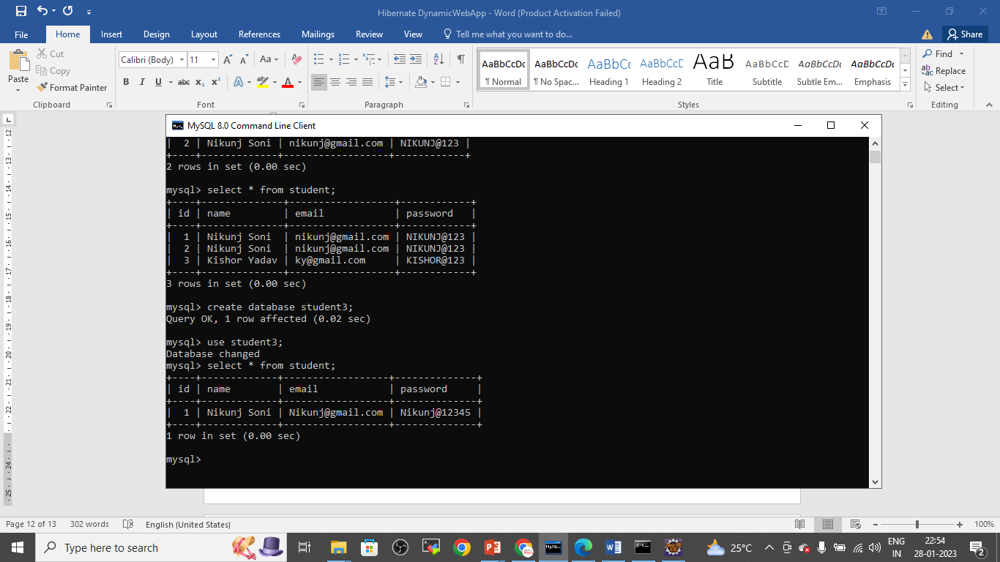 Hibernate DynamicWebApp - Word (Product Activation Failed)
File Home Insert Design Layout References Mailings Review View Tell me what you want to do... Share
Paste
Cut
Copy
Format Painter
Clipboard
Calibri (Body) 11
Aa
B I U abc x₂ x²
Font
Paragraph
AaBbCcDc AaBbCcDc AaBbCc AaBbCcD AaB AaBbCcD AaBbCcDc AaBbCcDc
¶ Normal ¶ No Spac... Heading 1 Heading 2 Title Subtitle Subtle Em... Emphasis
Styles
Find
Replace
Select
Editing
MySQL 8.0 Command Line Client
|  2 | Nikunj Soni | nikunj@gmail.com | NIKUNJ@123 |
+----+-------------+------------------+------------+
2 rows in set (0.00 sec)
mysql> select * from student;
+----+--------------+------------------+------------+
| id | name         | email            | password   |
+----+--------------+------------------+------------+
|  1 | Nikunj Soni  | nikunj@gmail.com | NIKUNJ@123 |
|  2 | Nikunj Soni  | nikunj@gmail.com | NIKUNJ@123 |
|  3 | Kishor Yadav | ky@gmail.com     | KISHOR@123 |
+----+--------------+------------------+------------+
3 rows in set (0.00 sec)
mysql> create database student3;
Query OK, 1 row affected (0.02 sec)
mysql> use student3;
Database changed
mysql> select * from student;
+----+-------------+------------------+--------------+
| id | name        | email            | password     |
+----+-------------+------------------+--------------+
|  1 | Nikunj Soni | Nikunj@gmail.com | Nikunj@12345 |
+----+-------------+------------------+--------------+
1 row in set (0.00 sec)
mysql>
Page 12 of 13 302 words English (United States) 100%
Type here to search
25°C
ENG
IN
22:54
28-01-2023
2